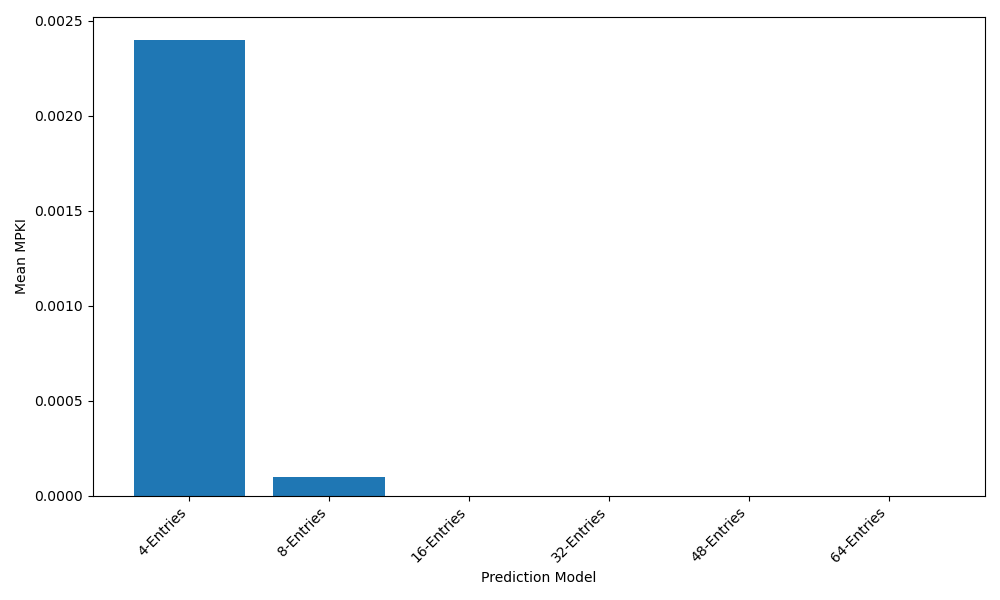 0.0025
0.0020
0.0015
0.0010
0.0005
0.0000
Mean MPKI
4-Entries
8-Entries
16-Entries
32-Entries
48-Entries
64-Entries
Prediction Model